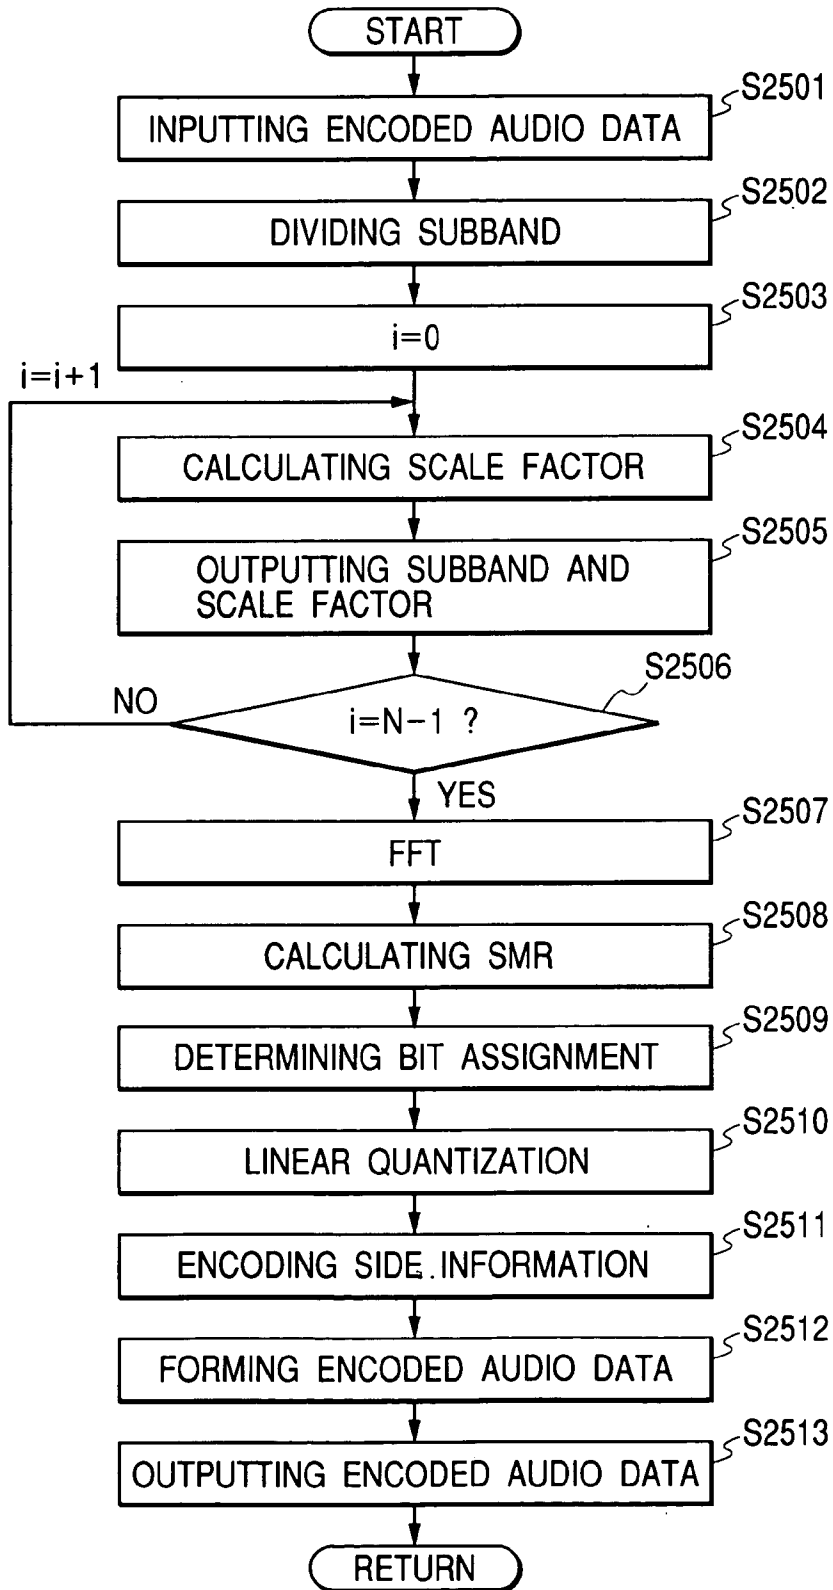 START
S2501
INPUTTING ENCODED AUDIO DATA
S2502
DIVIDING SUBBAND
S2503
i=0
i=i+1
S2504
CALCULATING SCALE FACTOR
S2505
OUTPUTTING SUBBAND AND
SCALE FACTOR
S2506
NO
i=N-1 ?
YES
S2507
FFT
S2508
CALCULATING SMR
S2509
DETERMINING BIT ASSIGNMENT
S2510
LINEAR QUANTIZATION
S2511
ENCODING SIDE INFORMATION
S2512
FORMING ENCODED AUDIO DATA
S2513
OUTPUTTING ENCODED AUDIO DATA
RETURN